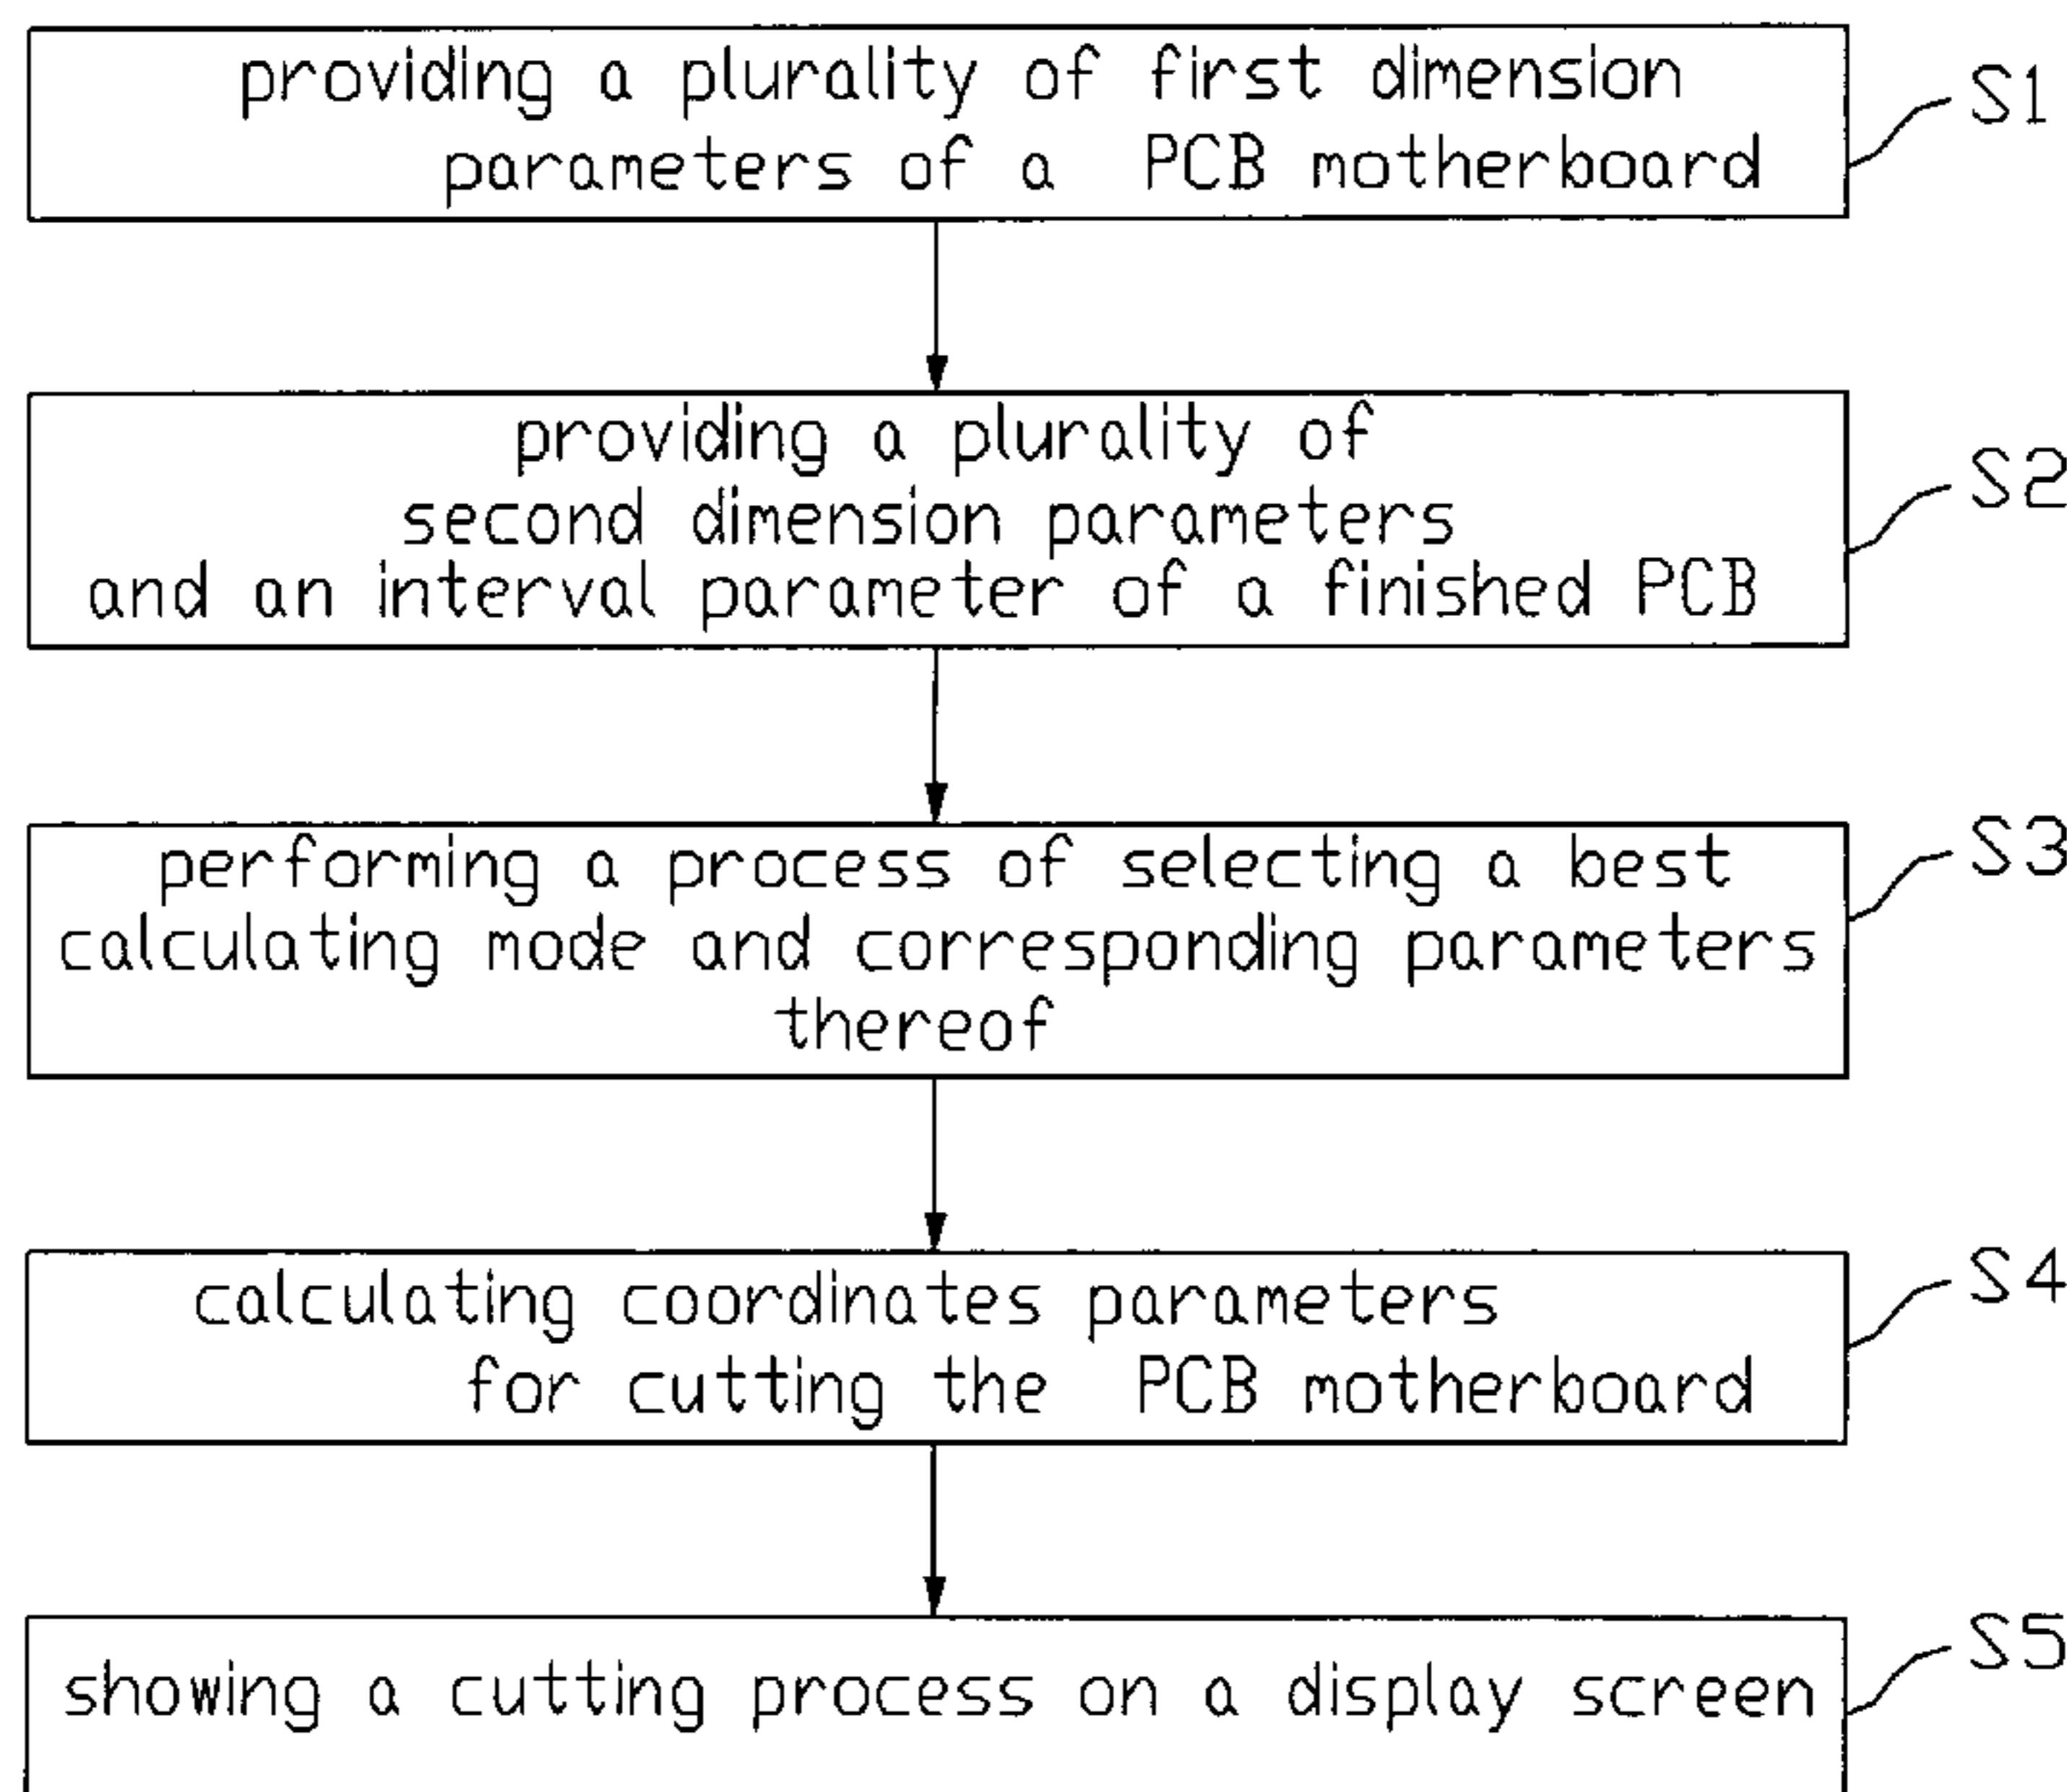 providing a plurality of first dimension
parameters of a PCB motherboard
S1
providing a plurality of
second dimension parameters
and an interval parameter of a finished PCB
S2
performing a process of selecting a best
calculating mode and corresponding parameters
thereof
S3
calculating coordinates parameters
for cutting the PCB motherboard
S4
showing a cutting process on a display screen
S5